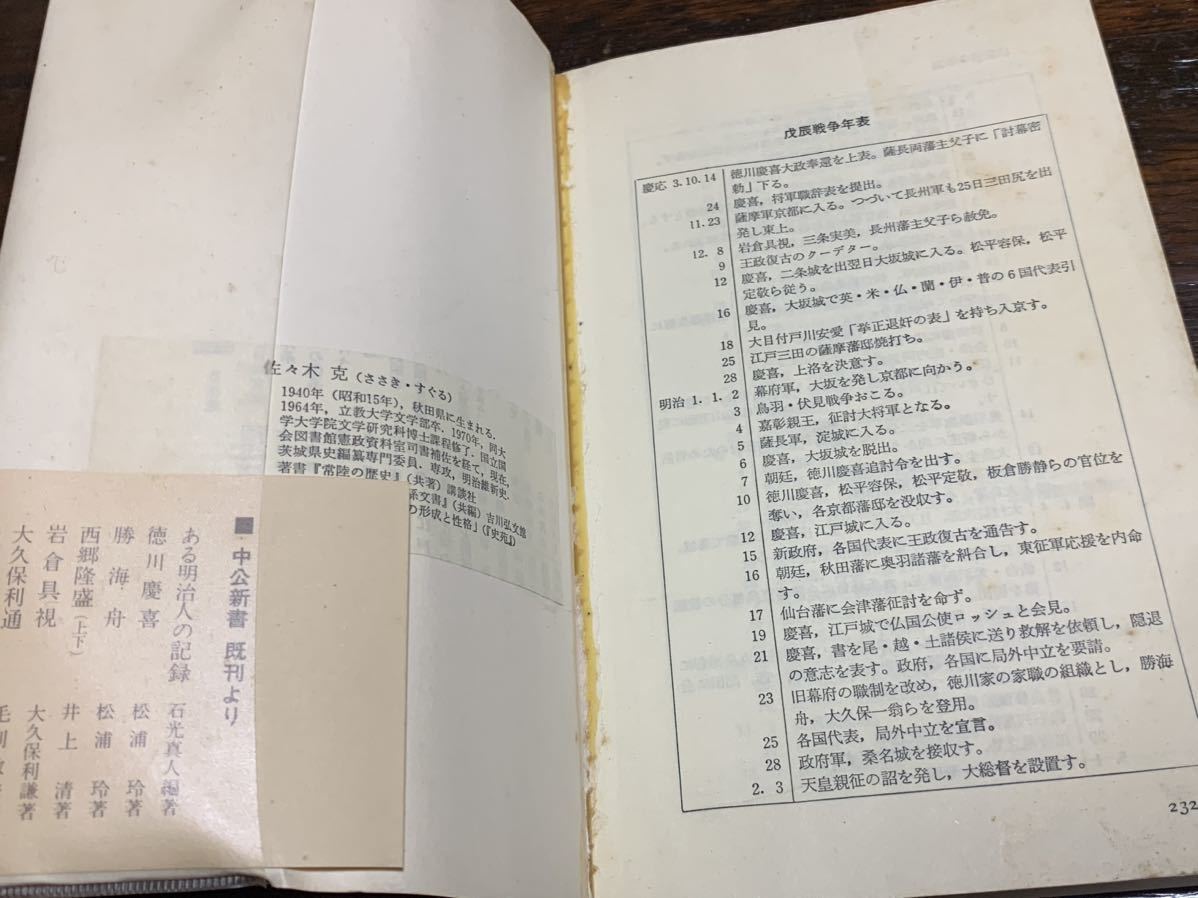 佐々木 克(ささき・すぐる)
1940年(昭和15年),秋田県に生まれる.
1964年,立教大学文学部卒.1970年,同大
学大学院文学研究科博士課程修了.国立国
会図書館憲政資料室司書補佐を経て,現在,
茨城県史編纂専門委員.専攻,明治維新史.
著書『常陸の歴史』(共著)講談社
係文書』(共編)吉川弘文館
の形成と性格」(『史苑』)
中公新書 既刊より
ある明治人の記録 石光真人編著
徳川慶喜 松浦 玲著
勝海舟 松浦 玲著
西郷隆盛(上下) 井上 清著
岩倉具視 大久保利謙著
大久保利通
戊辰戦争年表
慶応 3.10.14 徳川慶喜大政奉還を上表。薩長両藩主父子に「討幕密
勅」下る。
24 慶喜,将軍職辞表を提出。
11.23 薩摩軍京都に入る。つづいて長州軍も25日三田尻を出
発し東上。
12. 8 岩倉具視,三条実美,長州藩主父子ら赦免。
9 王政復古のクーデター。
12 慶喜,二条城を出翌日大坂城に入る。松平容保,松平
定敬ら従う。
16 慶喜,大坂城で英・米・仏・蘭・伊・普の6国代表引
見。
18 大目付戸川安愛「挙正退奸の表」を持ち入京す。
25 江戸三田の薩摩藩邸焼打ち。
28 慶喜,上洛を決意す。
明治 1. 1. 2 幕府軍,大坂を発し京都に向かう。
3 鳥羽・伏見戦争おこる。
4 嘉彰親王,征討大将軍となる。
5 薩長軍,淀城に入る。
6 慶喜,大坂城を脱出。
7 朝廷,徳川慶喜追討令を出す。
10 徳川慶喜,松平容保,松平定敬,板倉勝静らの官位を
奪い,各京都藩邸を没収す。
12 慶喜,江戸城に入る。
15 新政府,各国代表に王政復古を通告す。
16 朝廷,秋田藩に奥羽諸藩を糾合し,東征軍応援を内命
す。
17 仙台藩に会津藩征討を命ず。
19 慶喜,江戸城で仏国公使ロッシュと会見。
21 慶喜,書を尾・越・土諸侯に送り救解を依頼し,隠退
の意志を表す。政府,各国に局外中立を要請。
23 旧幕府の職制を改め,徳川家の家職の組織とし,勝海
舟,大久保一翁らを登用。
25 各国代表,局外中立を宣言。
28 政府軍,桑名城を接収す。
2. 3 天皇親征の詔を発し,大総督を設置す。
232